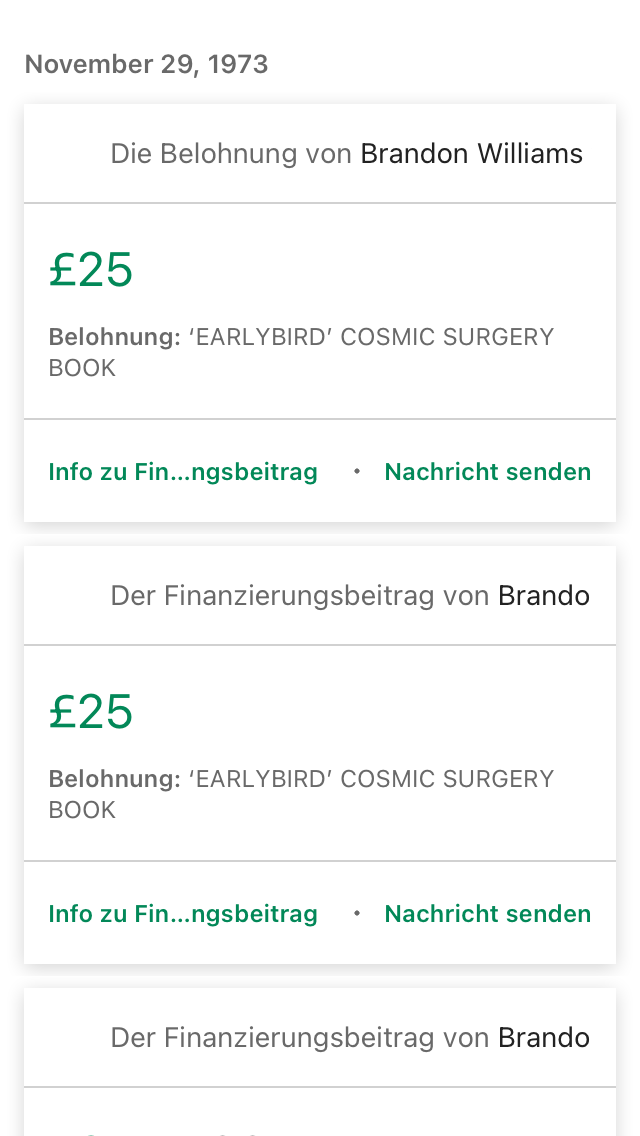 November 29, 1973
Die Belohnung von Brandon Williams
£25
Belohnung: ‘EARLYBIRD’ COSMIC SURGERY
BOOK
Info zu Fin...ngsbeitrag • Nachricht senden
Der Finanzierungsbeitrag von Brando
£25
Belohnung: ‘EARLYBIRD’ COSMIC SURGERY
BOOK
Info zu Fin...ngsbeitrag • Nachricht senden
Der Finanzierungsbeitrag von Brando